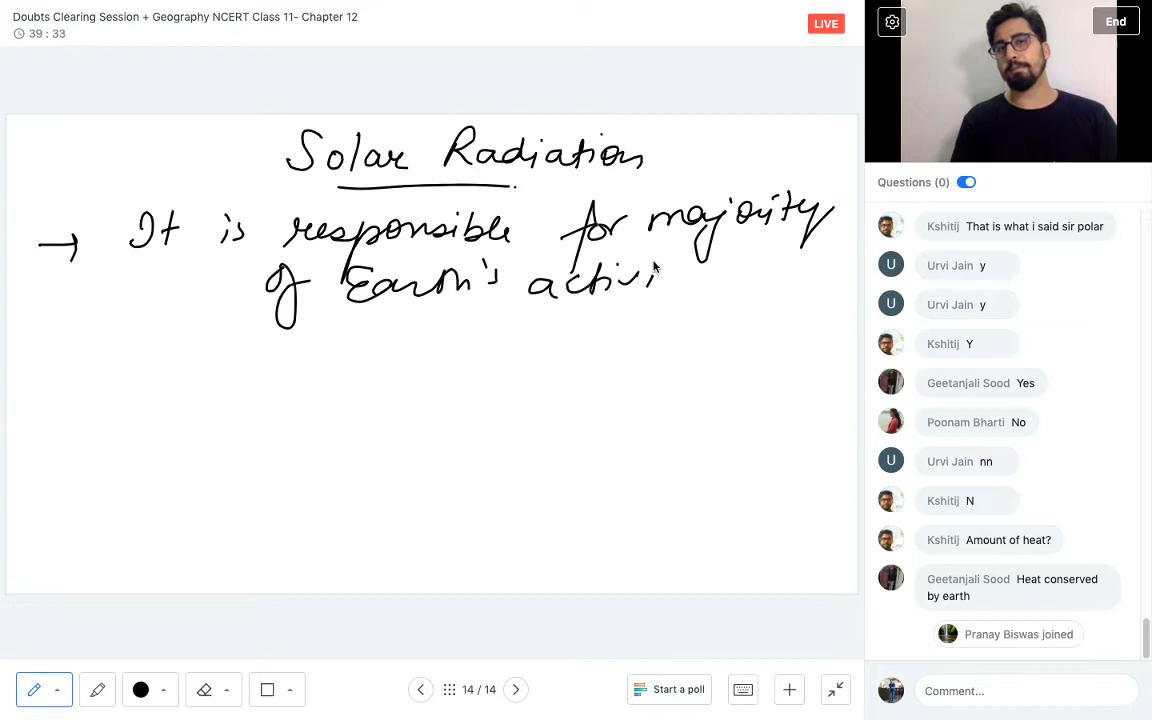 Doubts Clearing Session + Geography NCERT Class 11- Chapter 12
39 : 33
LIVE
End
Solar Radiation
→ It is responsible for majority
of Earth's activi
Questions (0)
Kshitij That is what i said sir polar
U Urvi Jain y
U Urvi Jain y
Kshitij Y
Geetanjali Sood Yes
Poonam Bharti No
U Urvi Jain nn
Kshitij N
Kshitij Amount of heat?
Geetanjali Sood Heat conserved
by earth
Pranay Biswas joined
14 / 14
Start a poll
Comment...